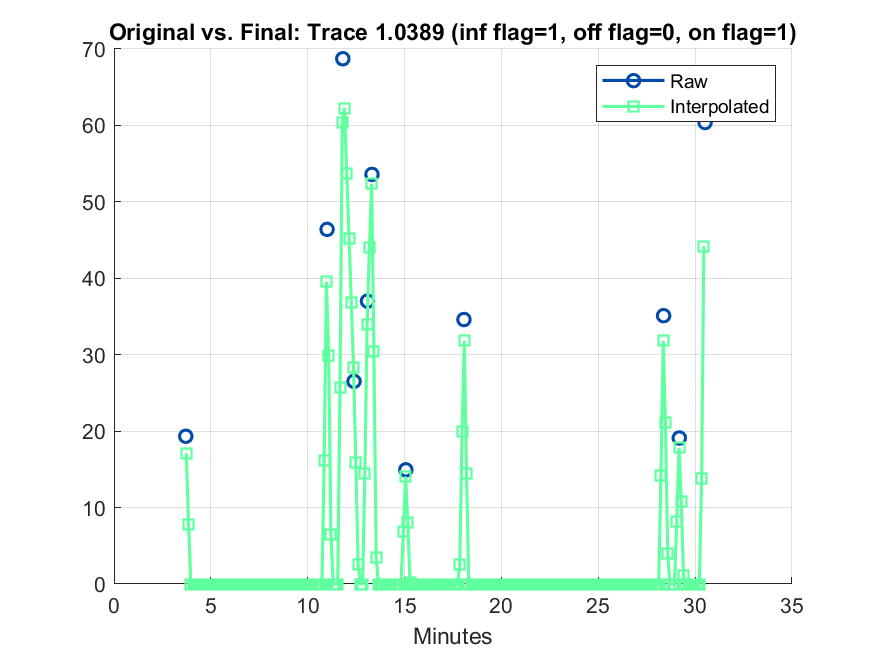 Original vs. Final: Trace 1.0389 (inf flag=1, off flag=0, on flag=1)
70
60
50
40
30
20
10
0
Raw
Interpolated
0 5 10 15 20 25 30 35
Minutes